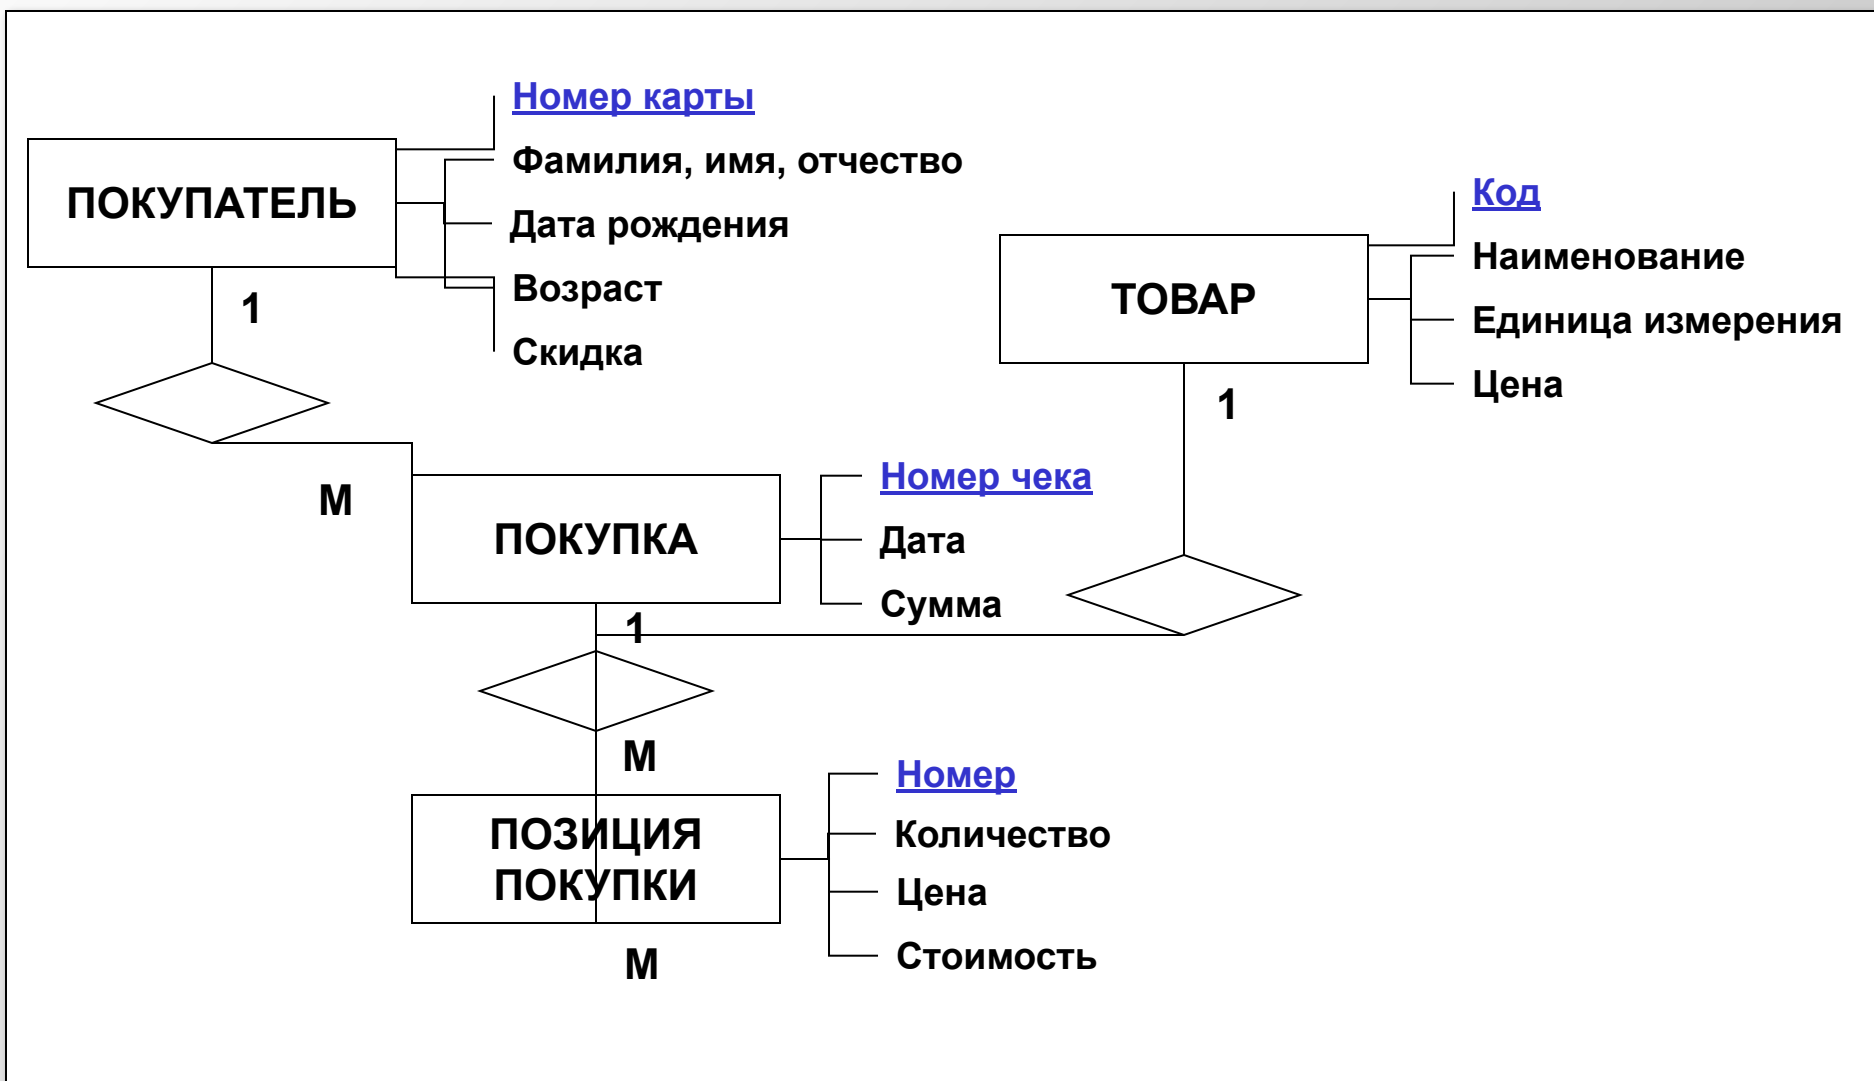 Номер карты
ПОКУПАТЕЛЬ
Фамилия, имя, отчество
Дата рождения
Возраст
Скидка
1
Код
ТОВАР
Наименование
Единица измерения
Цена
1
М
ПОКУПКА
Номер чека
Дата
Сумма
1
М
ПОЗИЦИЯ
ПОКУПКИ
Номер
Количество
Цена
Стоимость
М